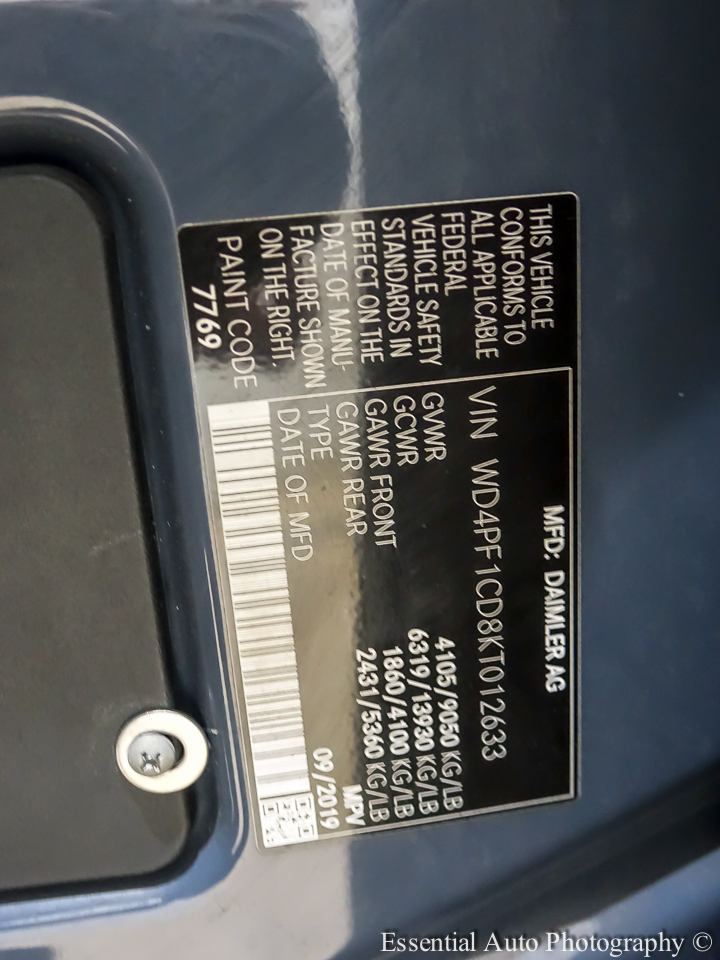 THIS VEHICLE
CONFORMS TO
ALL APPLICABLE
FEDERAL
VEHICLE SAFETY
STANDARDS IN
EFFECT ON THE
DATE OF MANU-
FACTURE SHOWN
ON THE RIGHT.
PAINT CODE
7769
MFD: DAIMLER AG
VIN WD4PF1CD8KT012633
GVWR 4105/9050 KG/LB
GCWR 6319/13930 KG/LB
GAWR FRONT 1860/4100 KG/LB
GAWR REAR 2431/5360 KG/LB
TYPE MPV
DATE OF MFD 09/2019
Essential Auto Photography ©